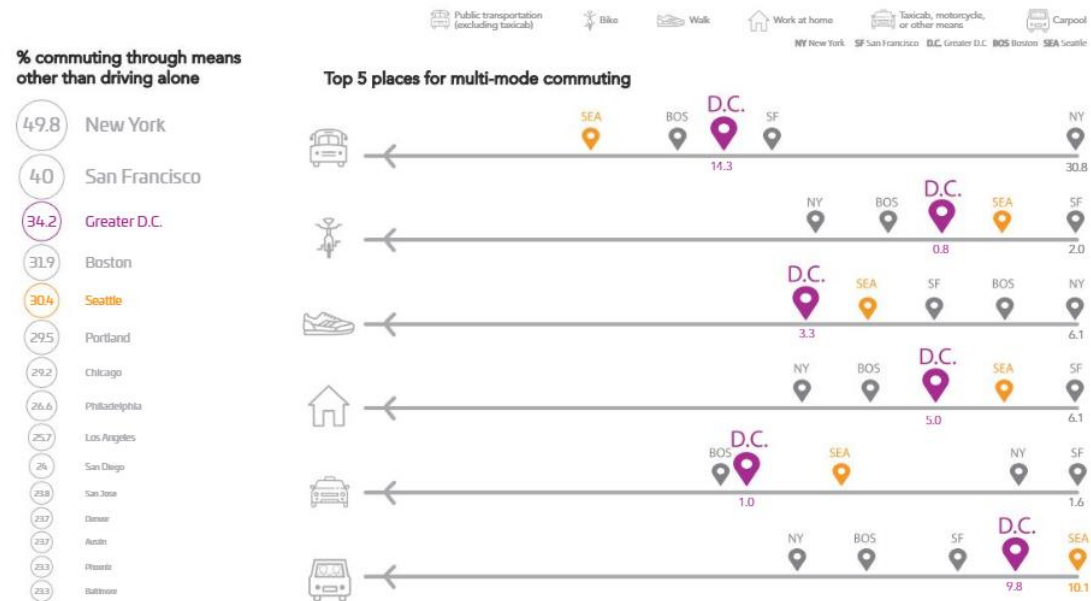 Public transportation
(excluding taxicab)
Bike
Walk
Work at home
Taxicab, motorcycle,
or other means
Carpool
NY New York SF San Francisco D.C. Greater D.C. BOS Boston SEA Seattle
% commuting through means
other than driving alone
49.8 New York
40 San Francisco
34.2 Greater D.C.
31.9 Boston
30.4 Seattle
29.5 Portland
29.2 Chicago
26.6 Philadelphia
25.7 Los Angeles
24 San Diego
23.8 San Jose
23.7 Denver
23.7 Austin
23.3 Phoenix
23.3 Baltimore
Top 5 places for multi-mode commuting
SEA BOS D.C. SF NY
14.3 30.8
NY BOS D.C. SEA SF
0.8 2.0
D.C. SEA SF BOS NY
3.3 6.1
NY BOS D.C. SEA SF
5.0 6.1
BOS D.C. SEA NY SF
1.0 1.6
NY BOS SF D.C. SEA
9.8 10.1